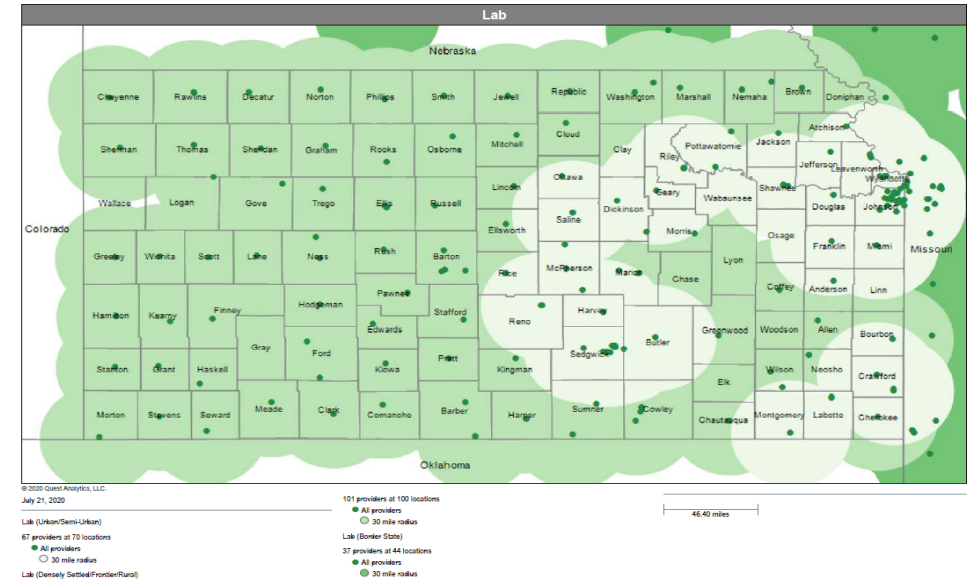 Lab
Nebraska
Cheyenne Rawlins Decatur Norton Phillips Smith Jewell Republic Washington Marshall Nemaha Brown Doniphan
Atchison
Sherman Thomas Sheridan Graham Rooks Osborne Mitchell Cloud Clay Riley Pottawatomie Jackson Jefferson Leavenworth
Wyandotte
Wallace Logan Gove Trego Ellis Russell Lincoln Ottawa Dickinson Geary Wabaunsee Shawnee Douglas Johnson
Colorado Saline Ellsworth Morris Osage Franklin Miami Missouri
Greeley Wichita Scott Lane Ness Rush Barton Rice McPherson Marion Chase Lyon Coffey Anderson Linn
Hamilton Kearny Finney Hodgeman Pawnee Stafford Reno Harvey
Edwards Greenwood Woodson Allen Bourbon
Gray Ford Sedgwick Butler
Stanton Grant Haskell Kiowa Pratt Kingman Elk Wilson Neosho Crawford
Morton Stevens Seward Meade Clark Comanche Barber Harper Sumner Cowley Chautauqua Montgomery Labette Cherokee
Oklahoma
© 2020 Quest Analytics, LLC.
July 21, 2020
Lab (Urban/Semi-Urban)
67 providers at 70 locations
All providers
30 mile radius
Lab (Densely Settled/Frontier/Rural)
101 providers at 100 locations
All providers
30 mile radius
Lab (Border State)
37 providers at 44 locations
All providers
30 mile radius
46.40 miles